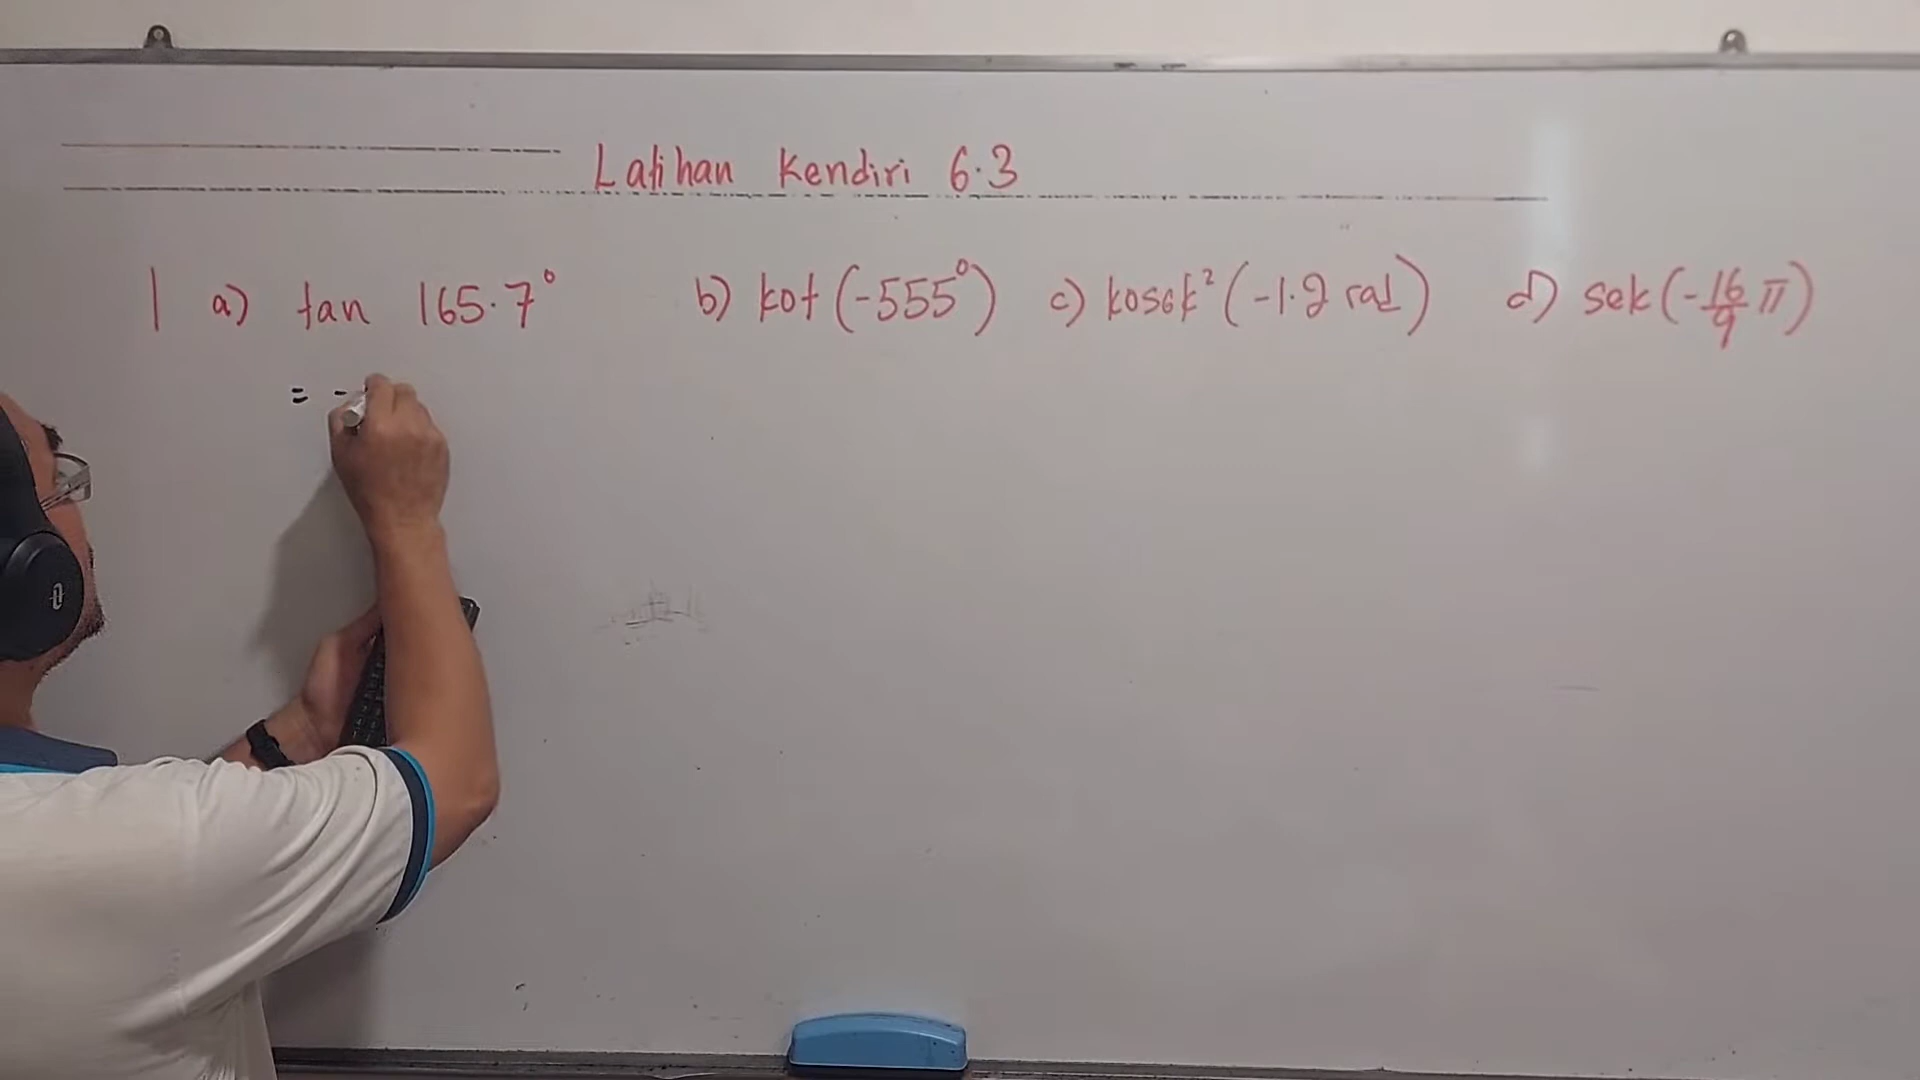 Latihan Kendiri 6.3
1 a) tan 165.7° b) kot (-555°) c) kosek² (-1.2 rad) d) sek (-16/9 π)
= -